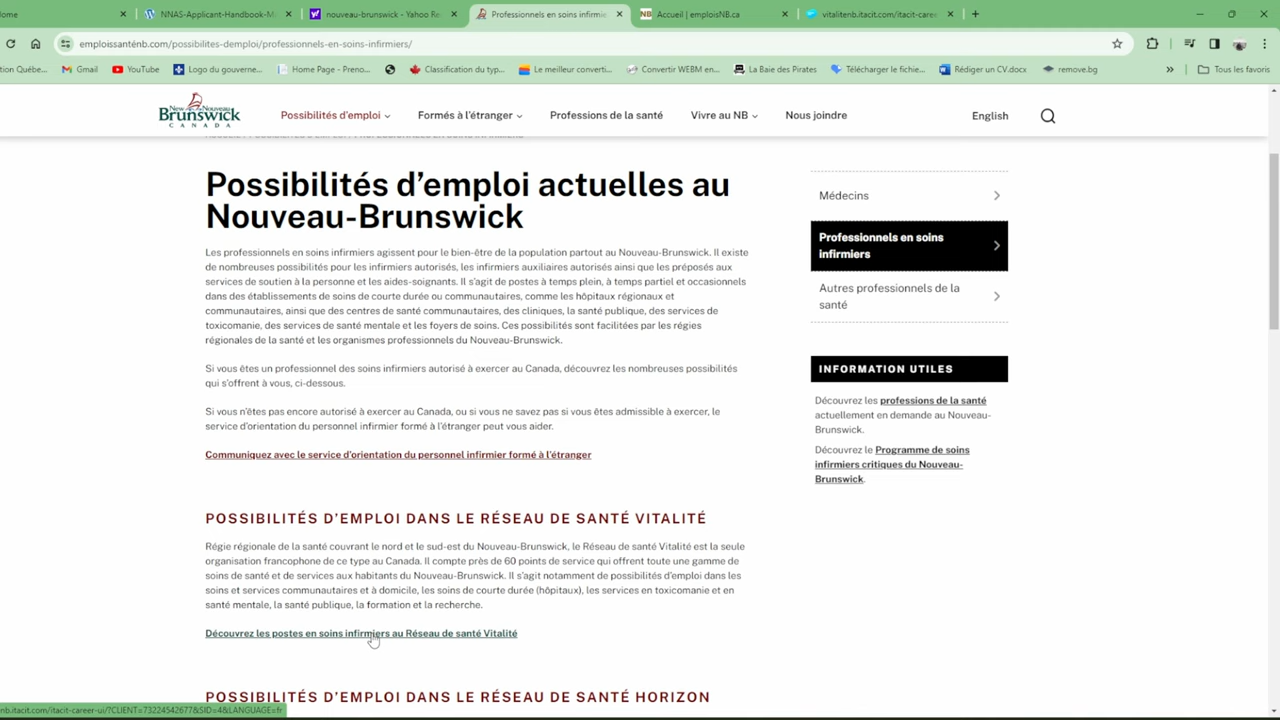 ome
NNAS-Applicant-Handbook-M
nouveau-brunswick - Yahoo Re
Professionnels en soins infirmie
Accueil | emploisNB.ca
vitalitenb.itacit.com/itacit-caree
emploissanténb.com/possibilites-demploi/professionnels-en-soins-infirmiers/
tion Québe...
Gmail
YouTube
Logo du gouverne...
Home Page - Preno...
Classification du typ...
Le meilleur converti...
Convertir WEBM en...
La Baie des Pirates
Télécharger le fichie...
Rédiger un CV.docx
remove.bg
»
Tous les favoris
New Nouveau
Brunswick
CANADA
Possibilités d'emploi
Formés à l'étranger
Professions de la santé
Vivre au NB
Nous joindre
English
Possibilités d'emploi actuelles au
Nouveau-Brunswick
Les professionnels en soins infirmiers agissent pour le bien-être de la population partout au Nouveau-Brunswick. Il existe
de nombreuses possibilités pour les infirmiers autorisés, les infirmiers auxiliaires autorisés ainsi que les préposés aux
services de soutien à la personne et les aides-soignants. Il s'agit de postes à temps plein, à temps partiel et occasionnels
dans des établissements de soins de courte durée ou communautaires, comme les hôpitaux régionaux et
communautaires, ainsi que des centres de santé communautaires, des cliniques, la santé publique, des services de
toxicomanie, des services de santé mentale et les foyers de soins. Ces possibilités sont facilitées par les régies
régionales de la santé et les organismes professionnels du Nouveau-Brunswick.
Si vous êtes un professionnel des soins infirmiers autorisé à exercer au Canada, découvrez les nombreuses possibilités
qui s'offrent à vous, ci-dessous.
Si vous n'êtes pas encore autorisé à exercer au Canada, ou si vous ne savez pas si vous êtes admissible à exercer, le
service d'orientation du personnel infirmier formé à l'étranger peut vous aider.
Communiquez avec le service d'orientation du personnel infirmier formé à l'étranger
POSSIBILITÉS D'EMPLOI DANS LE RÉSEAU DE SANTÉ VITALITÉ
Régie régionale de la santé couvrant le nord et le sud-est du Nouveau-Brunswick, le Réseau de santé Vitalité est la seule
organisation francophone de ce type au Canada. Il compte près de 60 points de service qui offrent toute une gamme de
soins de santé et de services aux habitants du Nouveau-Brunswick. Il s'agit notamment de possibilités d'emploi dans les
soins et services communautaires et à domicile, les soins de courte durée (hôpitaux), les services en toxicomanie et en
santé mentale, la santé publique, la formation et la recherche.
Découvrez les postes en soins infirmiers au Réseau de santé Vitalité
POSSIBILITÉS D'EMPLOI DANS LE RÉSEAU DE SANTÉ HORIZON
Médecins
Professionnels en soins
infirmiers
Autres professionnels de la
santé
INFORMATION UTILES
Découvrez les professions de la santé
actuellement en demande au Nouveau-
Brunswick.
Découvrez le Programme de soins
infirmiers critiques du Nouveau-
Brunswick.
nb.itacit.com/itacit-career-ui/?CLIENT=73224542677&SID=4&LANGUAGE=fr